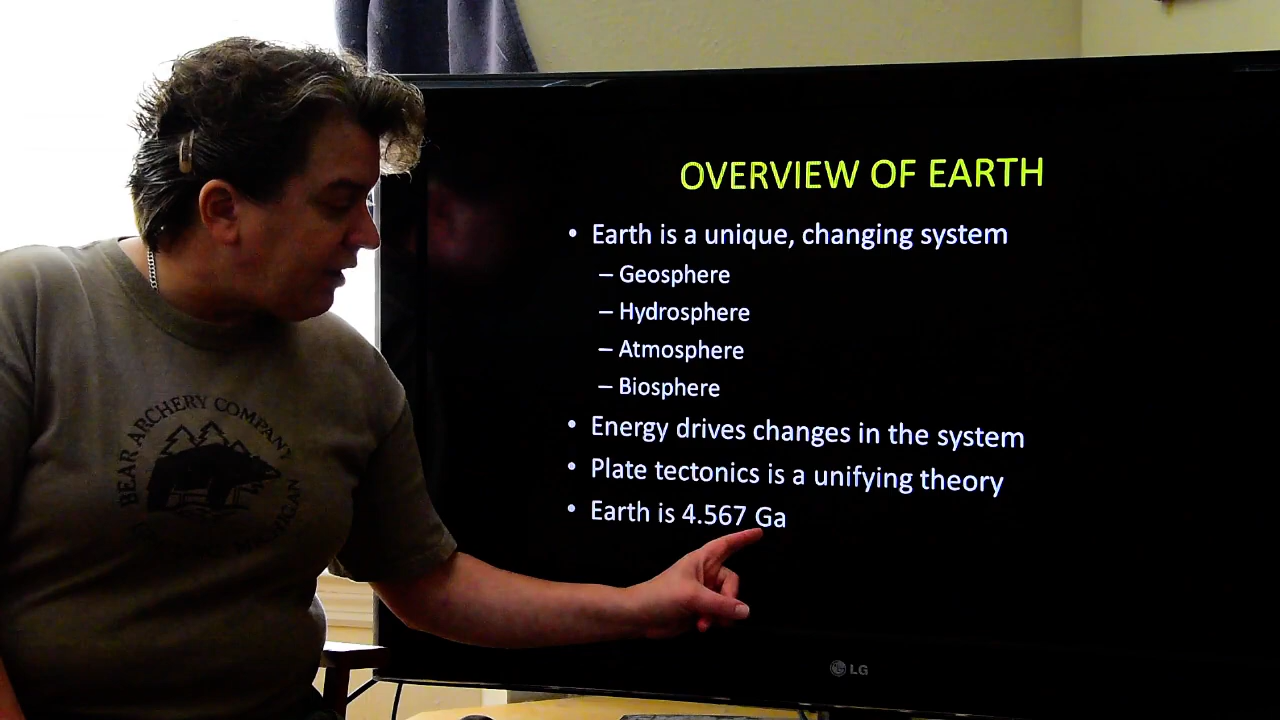 OVERVIEW OF EARTH
• Earth is a unique, changing system
– Geosphere
– Hydrosphere
– Atmosphere
– Biosphere
• Energy drives changes in the system
• Plate tectonics is a unifying theory
• Earth is 4.567 Ga
BEAR ARCHERY COMPANY
MICHIGAN
LG